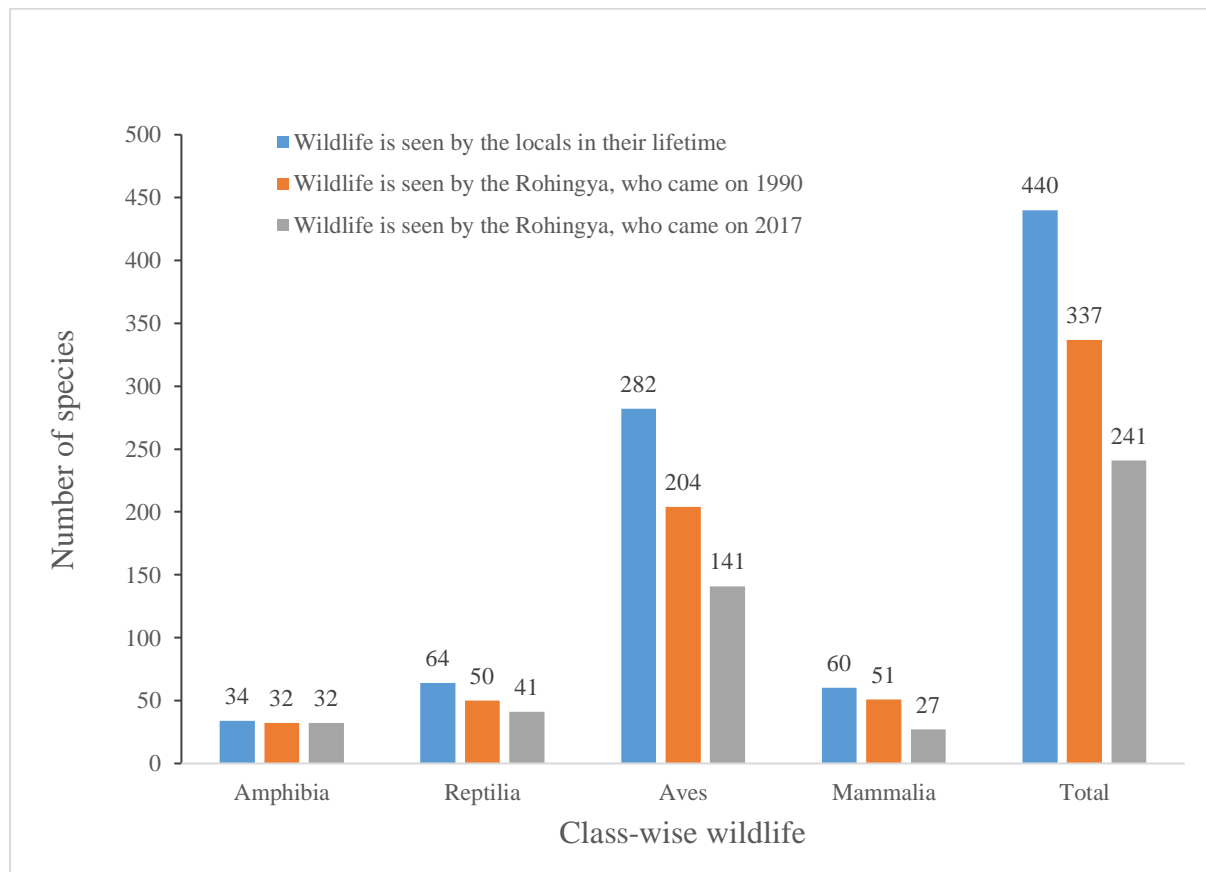 Wildlife is seen by the locals in their lifetime
Wildlife is seen by the Rohingya, who came on 1990
Wildlife is seen by the Rohingya, who came on 2017
Number of species
500
450
400
350
300
250
200
150
100
50
0
34 32 32
64 50 41
282 204 141
60 51 27
440 337 241
Amphibia Reptilia Aves Mammalia Total
Class-wise wildlife